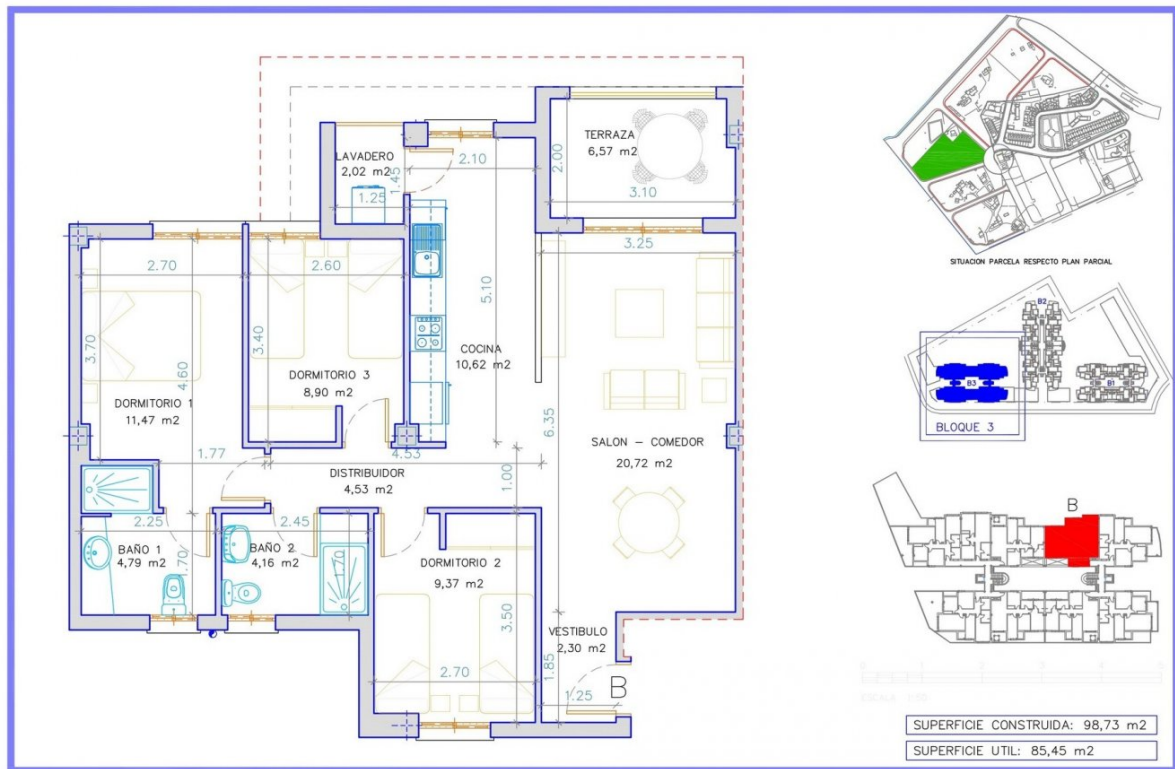 TERRAZA
6,57 m2
2.00
3.10
LAVADERO
2,02 m2
1.25
1.45
2.10
3.25
2.70
2.60
5.10
3.70
3.40
4.60
COCINA
10,62 m2
DORMITORIO 3
8,90 m2
DORMITORIO 1
11,47 m2
6.35
SALON - COMEDOR
20,72 m2
1.77
4.53
DISTRIBUIDOR
4,53 m2
1.00
2.25
2.45
BAÑO 1
4,79 m2
1.70
BAÑO 2
4,16 m2
1.70
DORMITORIO 2
9,37 m2
3.50
2.70
VESTIBULO
2,30 m2
1.85
1.25
B
SITUACION PARCELA RESPECTO PLAN PARCIAL
B2
B3
B1
BLOQUE 3
B
SUPERFICIE CONSTRUIDA: 98,73 m2
SUPERFICIE UTIL: 85,45 m2